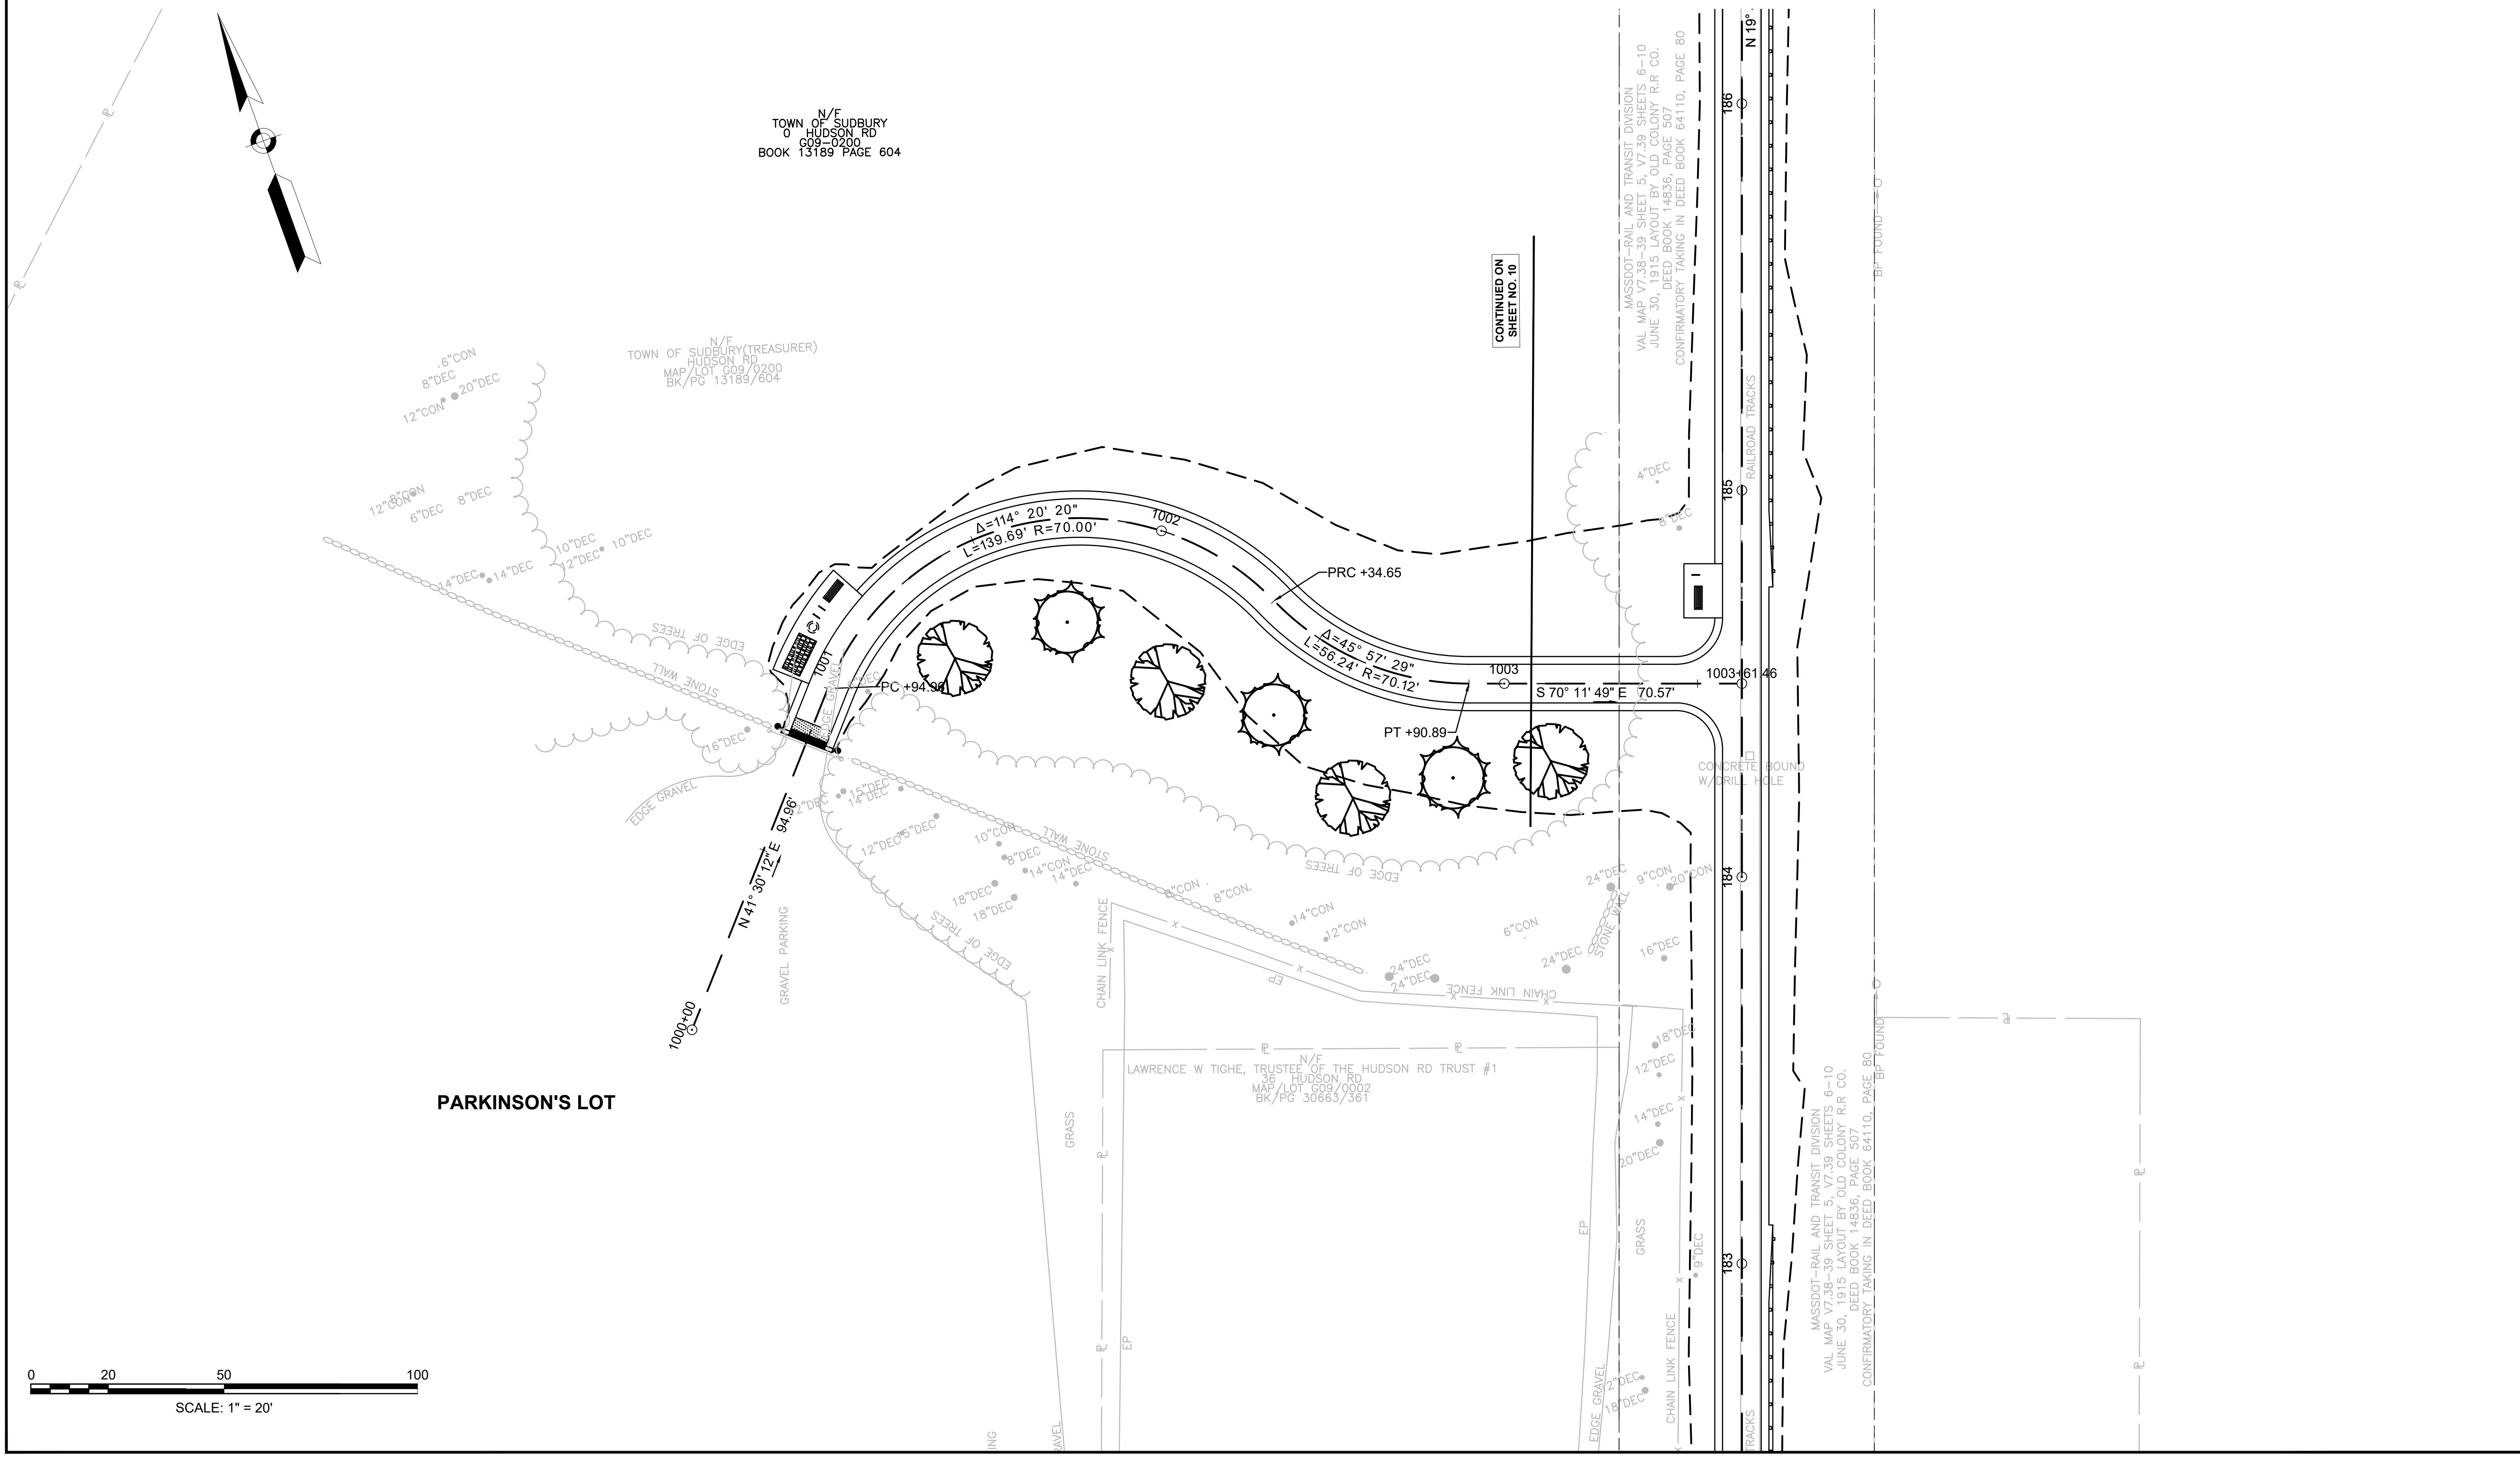 N/F
TOWN OF SUDBURY
0 HUDSON RD
G09-0200
BOOK 13189 PAGE 604
N/F
TOWN OF SUDBURY(TREASURER)
HUDSON RD
MAP/LOT G09/0200
BK/PG 13189/604
CONTINUED ON
SHEET NO. 10
MASSDOT-RAIL AND TRANSIT DIVISION
VAL MAP V7.38-39 SHEET 5, V7.39 SHEETS 6-10
JUNE 30, 1915 LAYOUT BY OLD COLONY R.R CO.
DEED BOOK 14836, PAGE 507
CONFIRMATORY TAKING IN DEED BOOK 64110, PAGE 80
N 19°
186
185
184
183
RAILROAD TRACKS
BP FOUND
.6"CON
8"DEC
20"DEC
12"CON
8"CON
12"CON
6"DEC
8"DEC
14"DEC
14"DEC
10"DEC
12"DEC
10"DEC
EDGE OF TREES
STONE WALL
4"DEC
8"DEC
Δ=114° 20' 20"
L=139.69' R=70.00'
1002
PRC +34.65
Δ=45° 57' 29"
L=56.24' R=70.12'
1003
1003+61.46
S 70° 11' 49" E 70.57'
PT +90.89
1001
PC +94.96
EDGE GRAVEL
16"DEC
EDGE GRAVEL
N 41° 30' 12" E 94.96'
1000+00
GRAVEL PARKING
15"DEC
14"DEC
12"DEC
10"CON
8"DEC
14"CON
14"DEC
18"DEC
18"DEC
STONE WALL
EDGE OF TREES
EDGE OF TREES
8"CON.
14"CON
12"CON
6"CON
24"DEC
24"DEC
24"DEC
24"DEC
9"CON
20"CON
16"DEC
STONE WALL
CONCRETE BOUND
W/DRILL HOLE
CHAIN LINK FENCE
CHAIN LINK FENCE
EP
N/F
LAWRENCE W TIGHE, TRUSTEE OF THE HUDSON RD TRUST #1
36 HUDSON RD
MAP/LOT G09/0002
BK/PG 30663/361
18"DEC
12"DEC
14"DEC
20"DEC
9"DEC
18"DEC
GRASS
GRASS
EP
EP
EDGE GRAVEL
CHAIN LINK FENCE
TRACKS
BP FOUND
MASSDOT-RAIL AND TRANSIT DIVISION
VAL MAP V7.38-39 SHEET 5, V7.39 SHEETS 6-10
JUNE 30, 1915 LAYOUT BY OLD COLONY R.R CO.
DEED BOOK 14836, PAGE 507
CONFIRMATORY TAKING IN DEED BOOK 64110, PAGE 80
PARKINSON'S LOT
0 20 50 100
SCALE: 1" = 20'